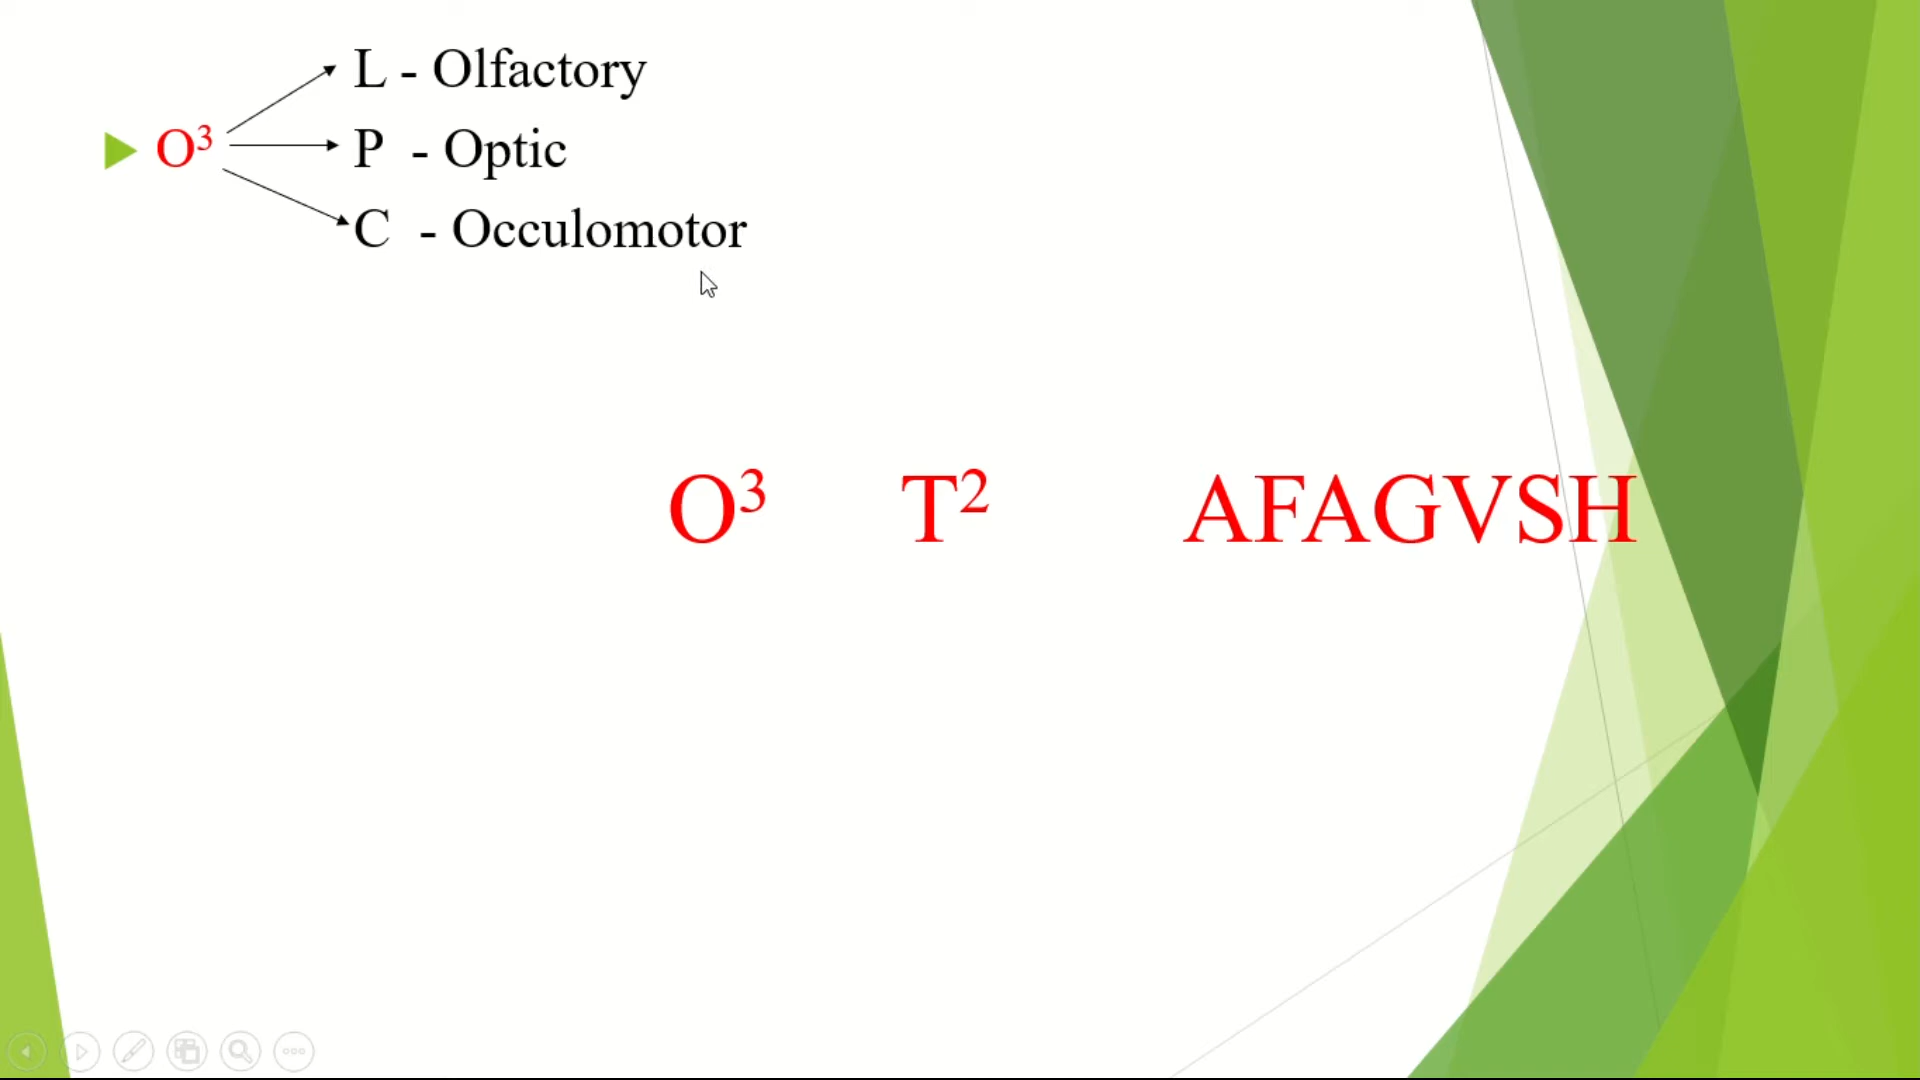 L - Olfactory
O³
P - Optic
C - Occulomotor
O³ T² AFAGVSH